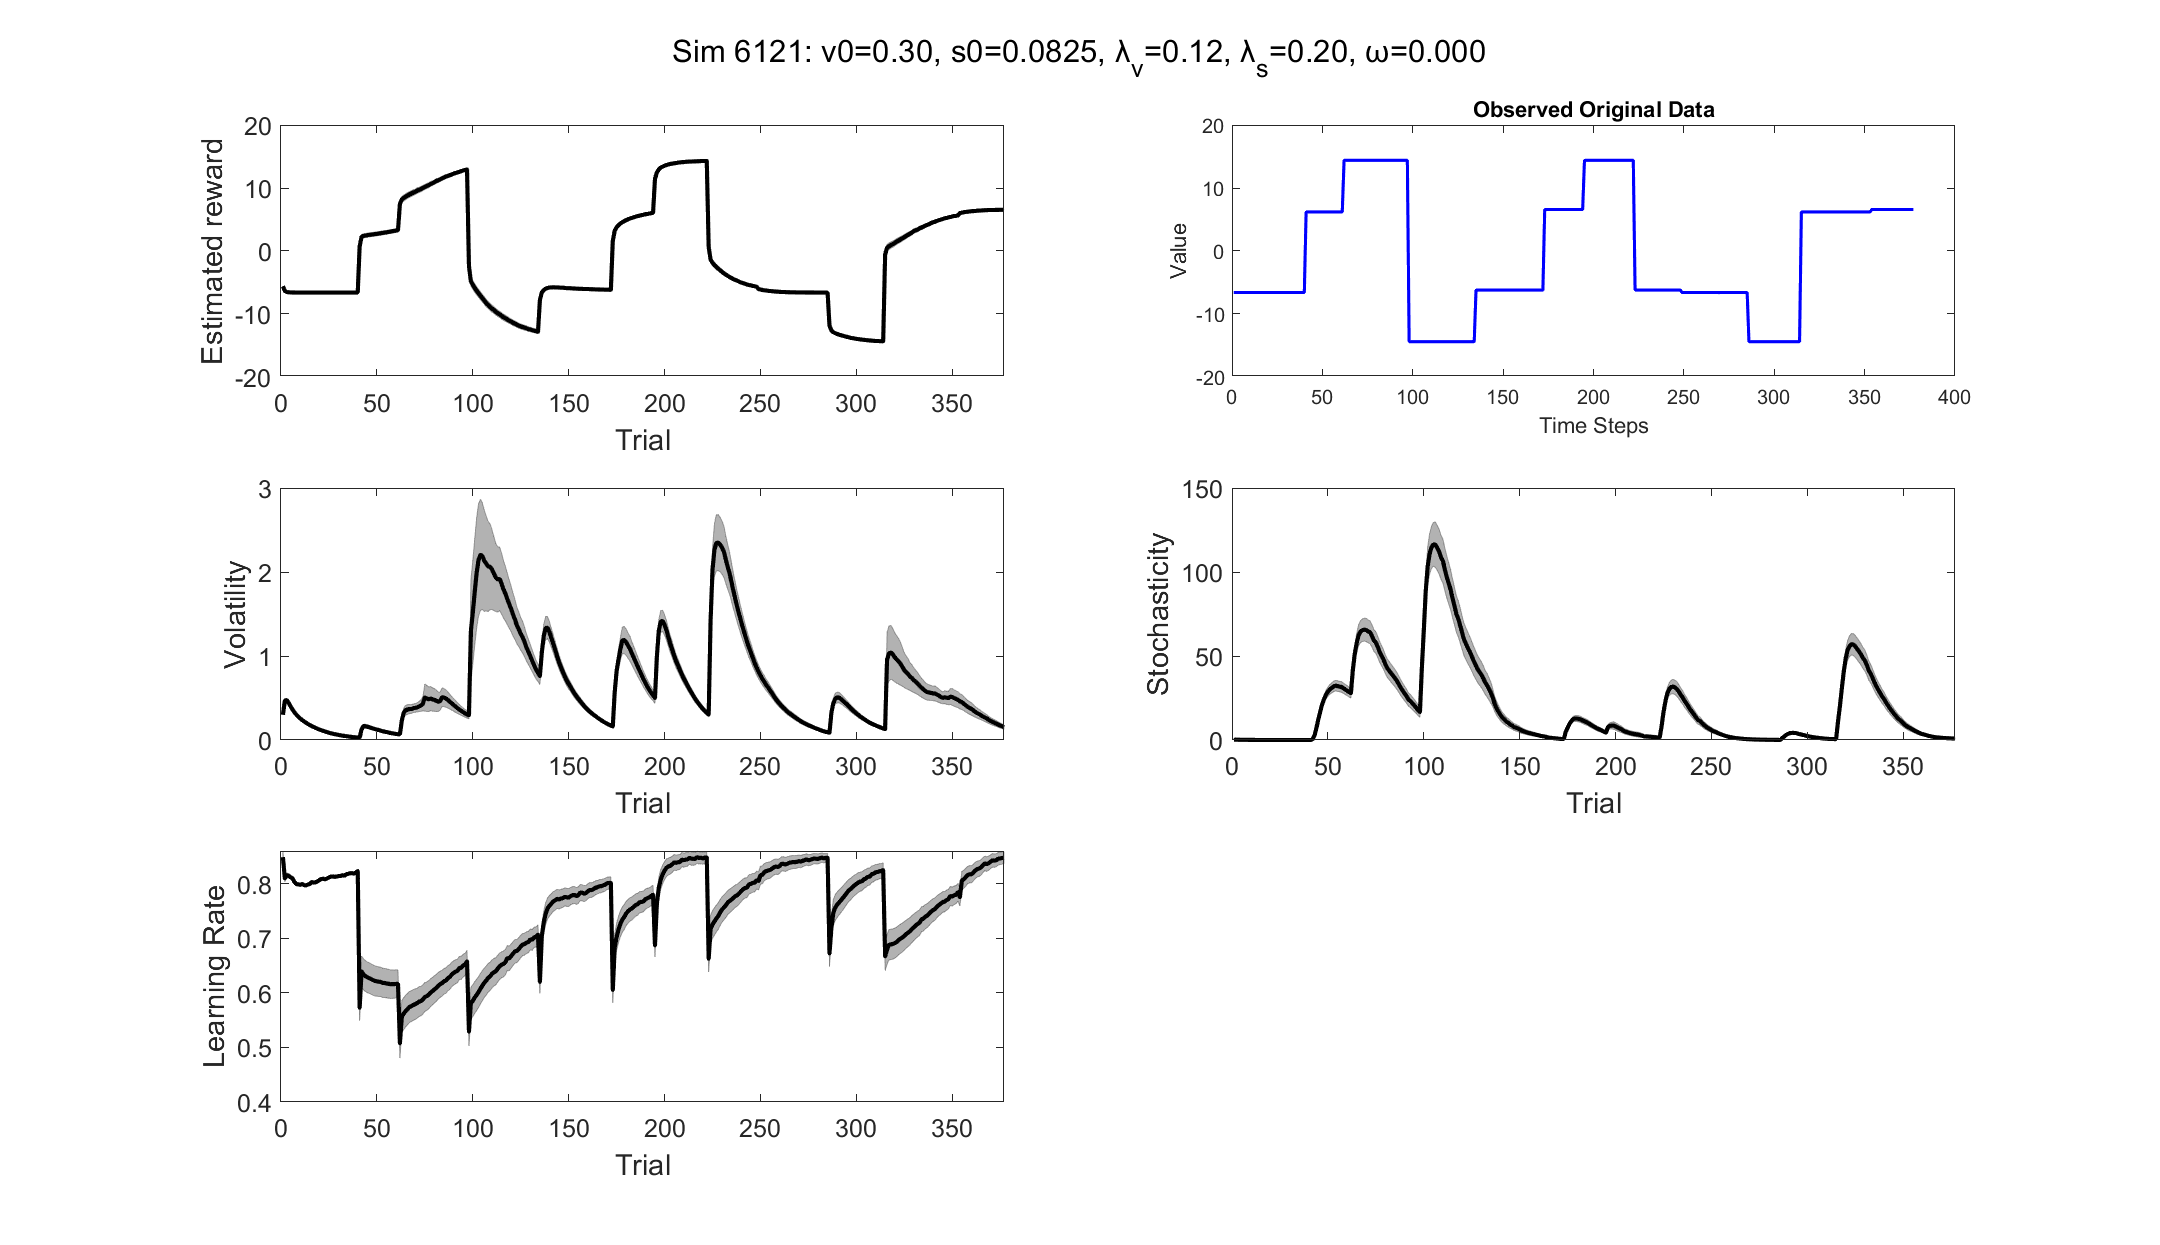 Sim 6121: v0=0.30, s0=0.0825, λ_v=0.12, λ_s=0.20, ω=0.000
Estimated reward
20
10
0
-10
-20
0 50 100 150 200 250 300 350
Trial
Observed Original Data
Value
20
10
0
-10
-20
0 50 100 150 200 250 300 350 400
Time Steps
Volatility
3
2
1
0
0 50 100 150 200 250 300 350
Trial
Stochasticity
150
100
50
0
0 50 100 150 200 250 300 350
Trial
Learning Rate
0.8
0.7
0.6
0.5
0.4
0 50 100 150 200 250 300 350
Trial